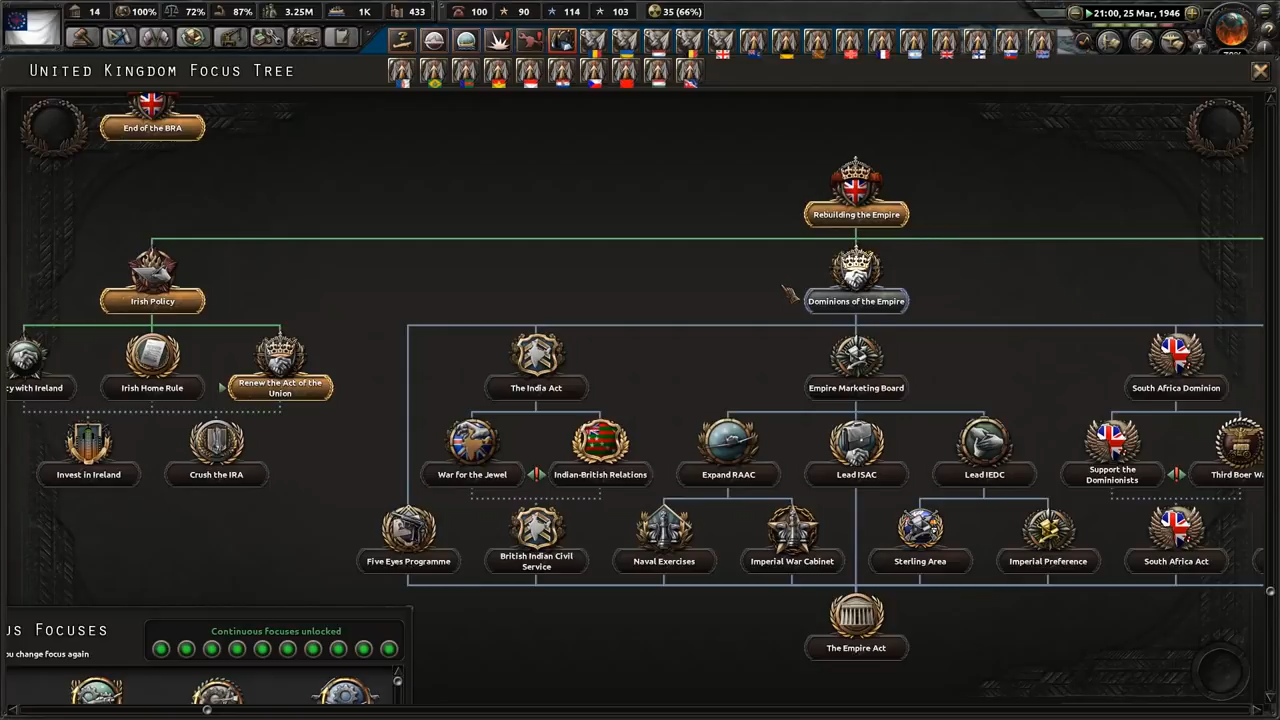 14 100% 72% 87% 3.25M 1K 433 100 90 114 103 35 (66%) 21:00, 25 Mar, 1946
United Kingdom Focus Tree
End of the BRA
Rebuilding the Empire
Irish Policy
Dominions of the Empire
cy with Ireland
Irish Home Rule
Renew the Act of the
Union
The India Act
Empire Marketing Board
South Africa Dominion
Invest in Ireland
Crush the IRA
War for the Jewel
Indian-British Relations
Expand RAAC
Lead ISAC
Lead IEDC
Support the
Dominionists
Third Boer Wa
Five Eyes Programme
British Indian Civil
Service
Naval Exercises
Imperial War Cabinet
Sterling Area
Imperial Preference
South Africa Act
The Empire Act
us Focuses
Continuous focuses unlocked
ou change focus again